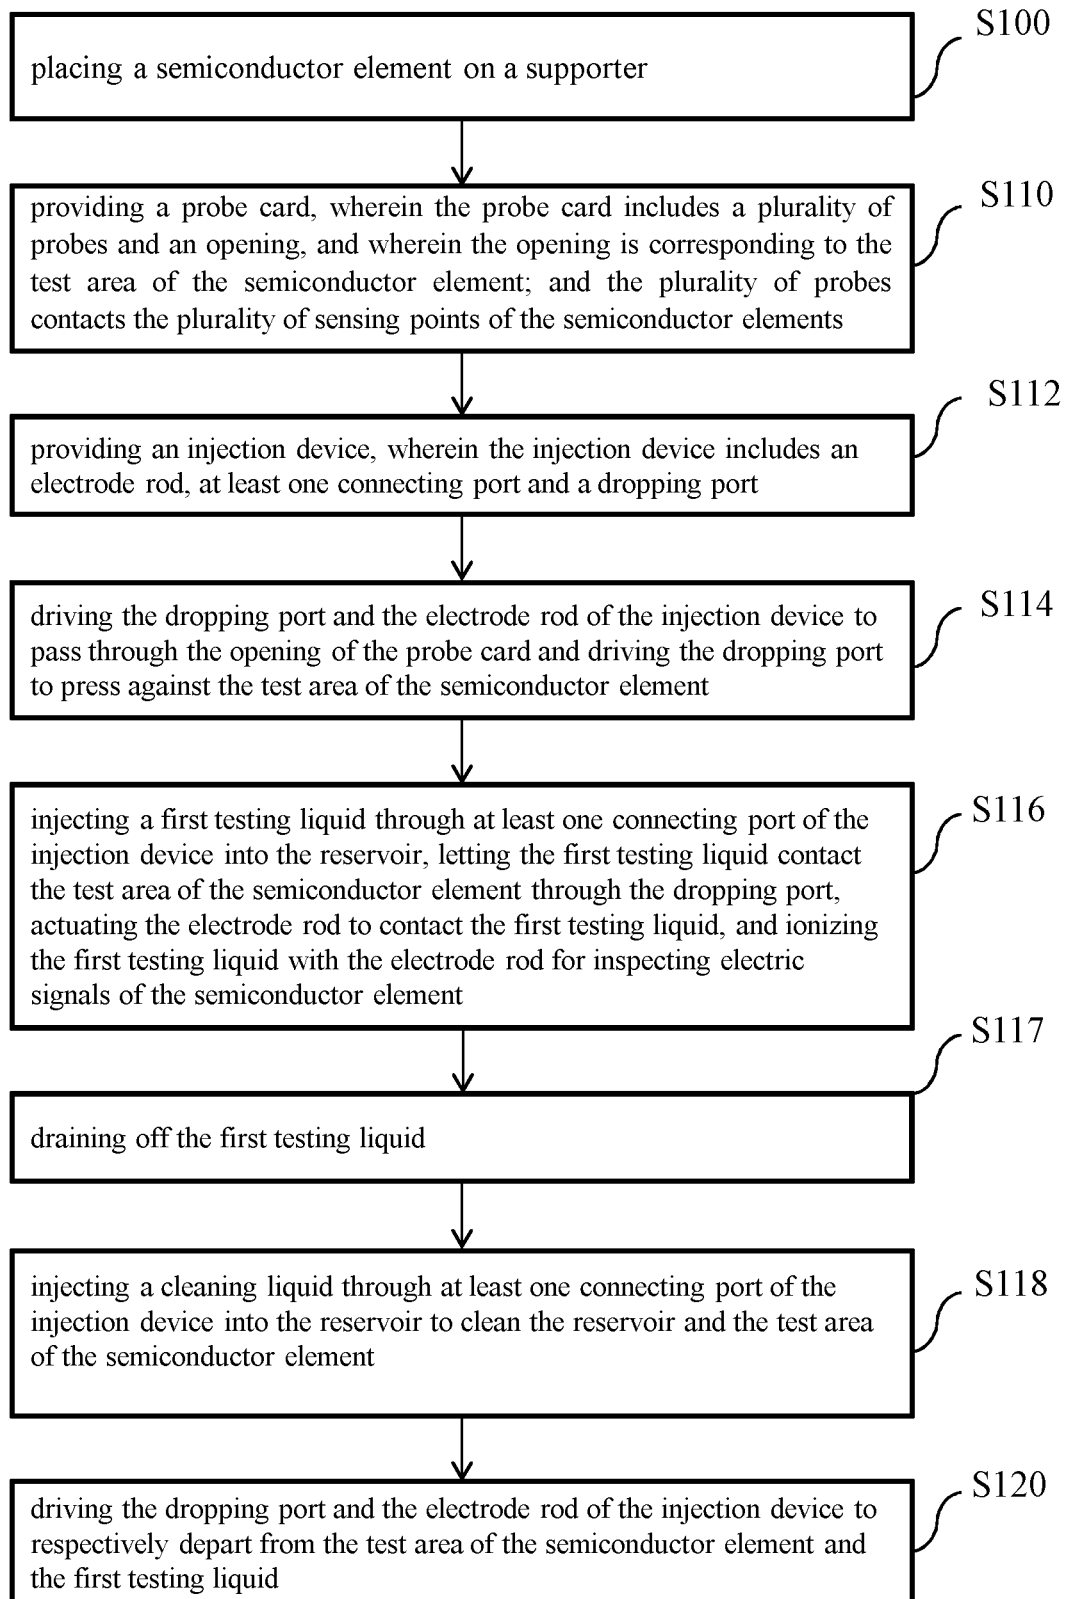 S100
placing a semiconductor element on a supporter
S110
providing a probe card, wherein the probe card includes a plurality of
probes and an opening, and wherein the opening is corresponding to the
test area of the semiconductor element; and the plurality of probes
contacts the plurality of sensing points of the semiconductor elements
S112
providing an injection device, wherein the injection device includes an
electrode rod, at least one connecting port and a dropping port
S114
driving the dropping port and the electrode rod of the injection device to
pass through the opening of the probe card and driving the dropping port
to press against the test area of the semiconductor element
S116
injecting a first testing liquid through at least one connecting port of the
injection device into the reservoir, letting the first testing liquid contact
the test area of the semiconductor element through the dropping port,
actuating the electrode rod to contact the first testing liquid, and ionizing
the first testing liquid with the electrode rod for inspecting electric
signals of the semiconductor element
S117
draining off the first testing liquid
S118
injecting a cleaning liquid through at least one connecting port of the
injection device into the reservoir to clean the reservoir and the test area
of the semiconductor element
S120
driving the dropping port and the electrode rod of the injection device to
respectively depart from the test area of the semiconductor element and
the first testing liquid